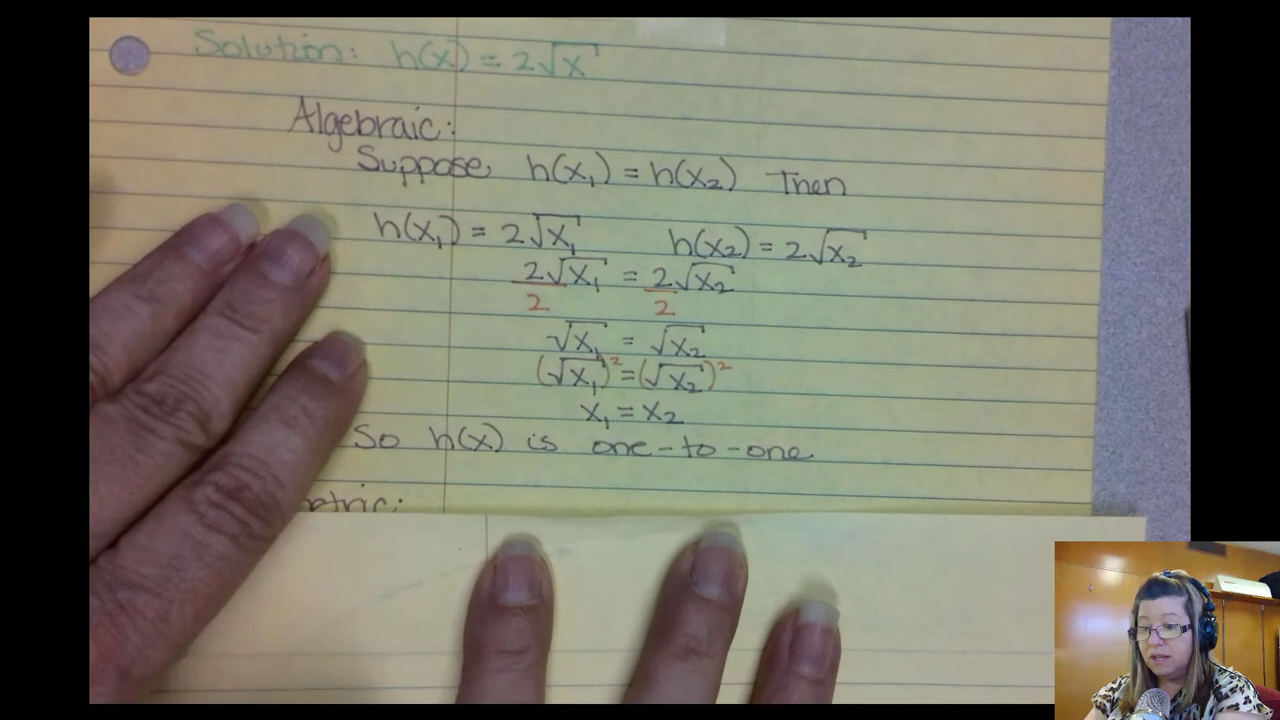 Solution: h(x) = 2√x
Algebraic:
Suppose h(x₁) = h(x₂) Then
h(x₁) = 2√x₁ h(x₂) = 2√x₂
2√x₁ = 2√x₂
2 2
√x₁ = √x₂
(√x₁)² = (√x₂)²
x₁ = x₂
So h(x) is one-to-one